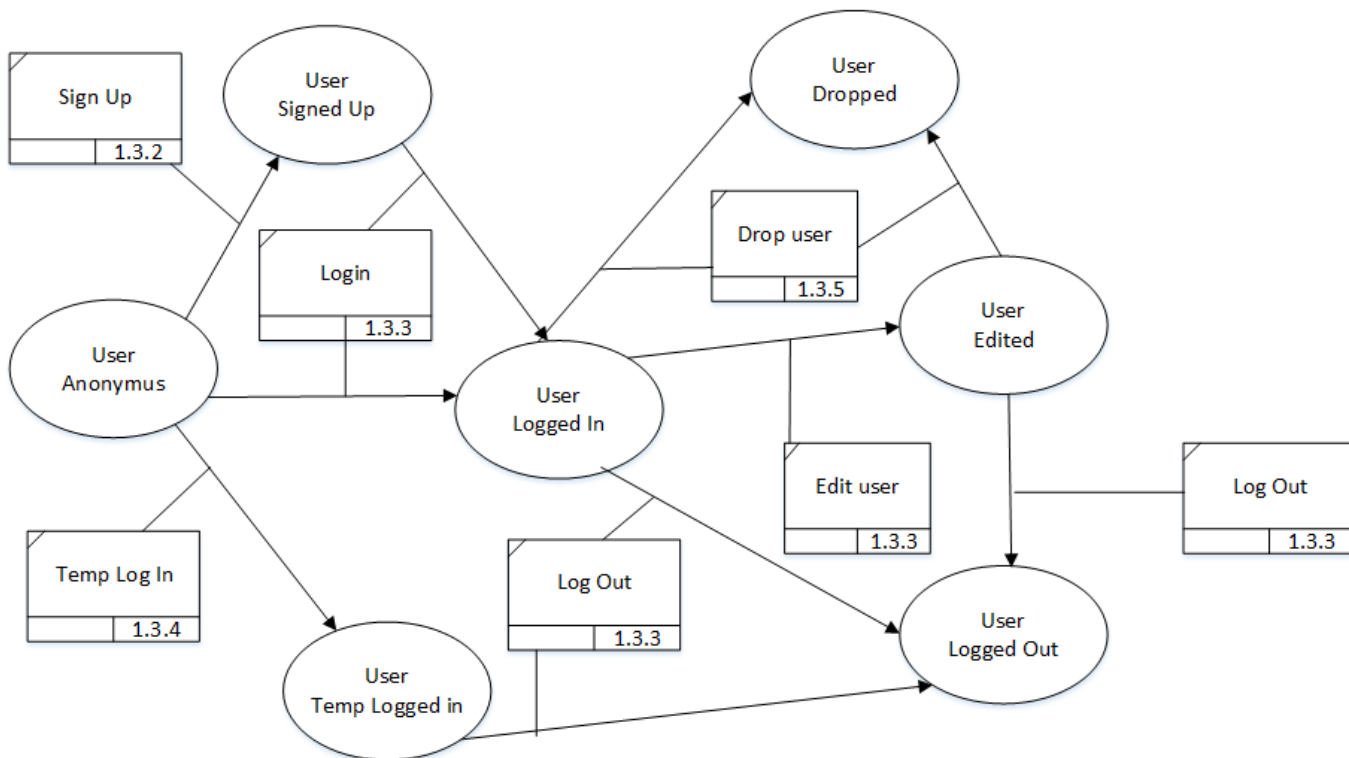 Sign Up
1.3.2
User
Signed Up
User
Dropped
Login
1.3.3
Drop user
1.3.5
User
Anonymus
User
Logged In
User
Edited
Temp Log In
1.3.4
Log Out
1.3.3
Edit user
1.3.3
Log Out
1.3.3
User
Temp Logged in
User
Logged Out